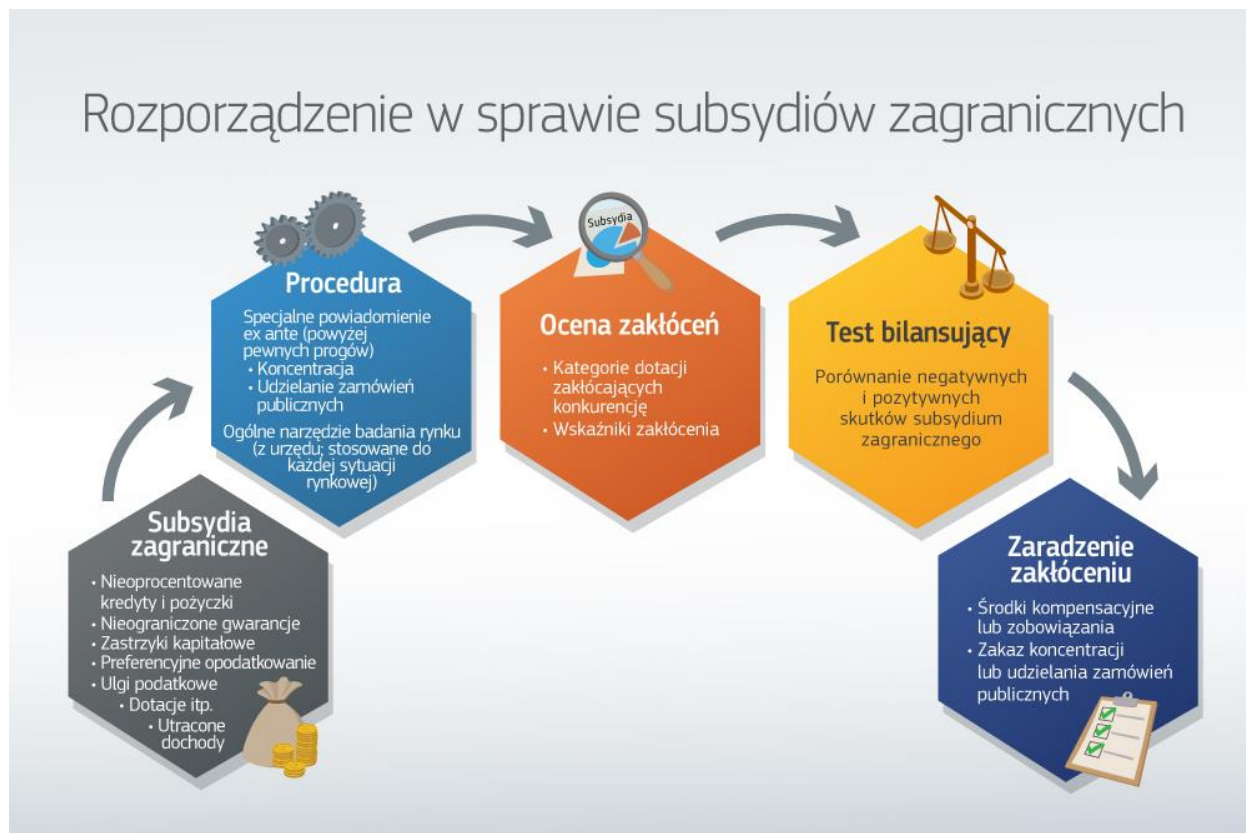 Rozporządzenie w sprawie subsydiów zagranicznych
Subsydia
zagraniczne
• Nieoprocentowane
kredyty i pożyczki
• Nieograniczone gwarancje
• Zastrzyki kapitałowe
• Preferencyjne opodatkowanie
• Ulgi podatkowe
• Dotacje itp.
• Utracone
dochody
Procedura
Specjalne powiadomienie
ex ante (powyżej
pewnych progów)
• Koncentracja
• Udzielanie zamówień
publicznych
Ogólne narzędzie badania rynku
(z urzędu; stosowane do
każdej sytuacji
rynkowej)
Subsydia
Ocena zakłóceń
• Kategorie dotacji
zakłócających
konkurencję
• Wskaźniki zakłócenia
Test bilansujący
Porównanie negatywnych
i pozytywnych
skutków subsydium
zagranicznego
Zaradzenie
zakłóceniu
• Środki kompensacyjne
lub zobowiązania
• Zakaz koncentracji
lub udzielania zamówień
publicznych